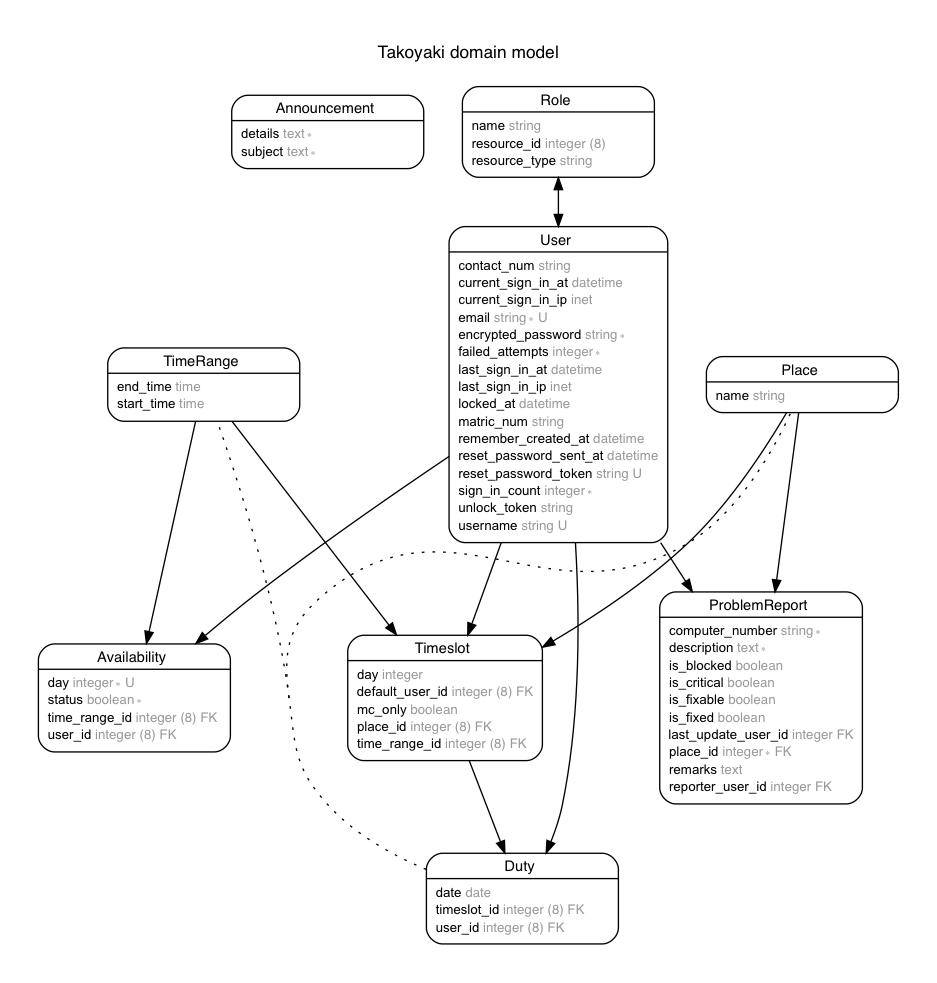 Takoyaki domain model
Announcement
details text *
subject text *
Role
name string
resource_id integer (8)
resource_type string
User
contact_num string
current_sign_in_at datetime
current_sign_in_ip inet
email string * U
encrypted_password string *
failed_attempts integer *
last_sign_in_at datetime
last_sign_in_ip inet
locked_at datetime
matric_num string
remember_created_at datetime
reset_password_sent_at datetime
reset_password_token string U
sign_in_count integer *
unlock_token string
username string U
TimeRange
end_time time
start_time time
Place
name string
Availability
day integer * U
status boolean *
time_range_id integer (8) FK
user_id integer (8) FK
Timeslot
day integer
default_user_id integer (8) FK
mc_only boolean
place_id integer (8) FK
time_range_id integer (8) FK
ProblemReport
computer_number string *
description text *
is_blocked boolean
is_critical boolean
is_fixable boolean
is_fixed boolean
last_update_user_id integer FK
place_id integer * FK
remarks text
reporter_user_id integer FK
Duty
date date
timeslot_id integer (8) FK
user_id integer (8) FK